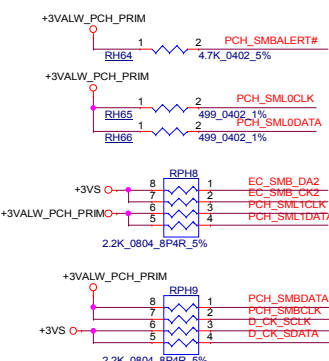 +3VALW_PCH_PRIM
1 2 PCH_SMBALERT#
RH64 4.7K_0402_5%
+3VALW_PCH_PRIM
1 2 PCH_SML0CLK
RH65 499_0402_1%
1 2 PCH_SML0DATA
RH66 499_0402_1%
RPH8
+3VS 8 1 EC_SMB_DA2
7 2 EC_SMB_CK2
+3VALW_PCH_PRIM 6 3 PCH_SML1CLK
5 4 PCH_SML1DATA
2.2K_0804_8P4R_5%
+3VALW_PCH_PRIM
RPH9
8 1 PCH_SMBDATA
7 2 PCH_SMBCLK
+3VS 6 3 D_CK_SCLK
5 4 D_CK_SDATA
2.2K_0804_8P4R_5%